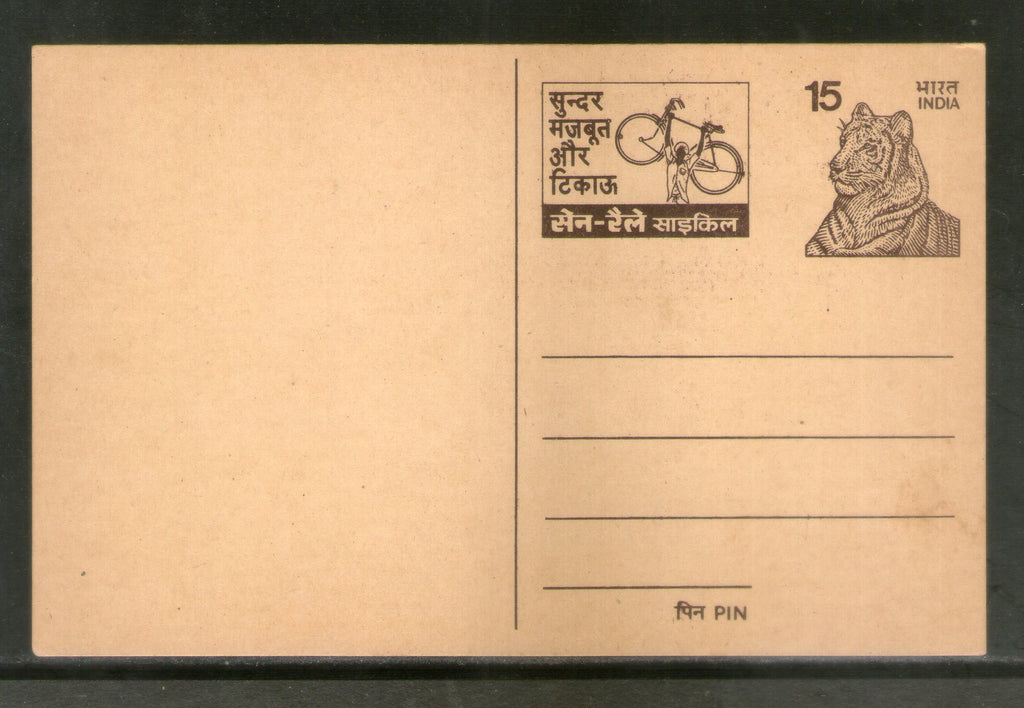 सुन्दर
मजबूत
और
टिकाऊ
सेन-रैले साइकिल
15
भारत
INDIA
पिन PIN